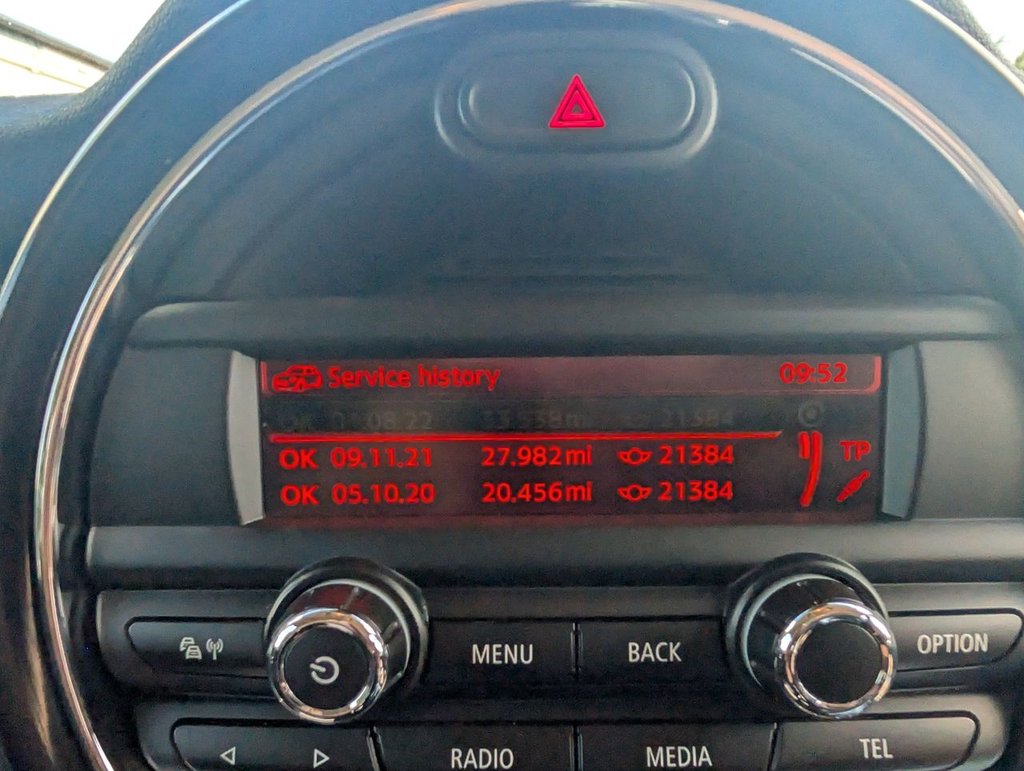 Service history 09:52
21384
OK 09.11.21 27.982mi 21384 TP
OK 05.10.20 20.456mi 21384
MENU BACK OPTION
RADIO MEDIA TEL